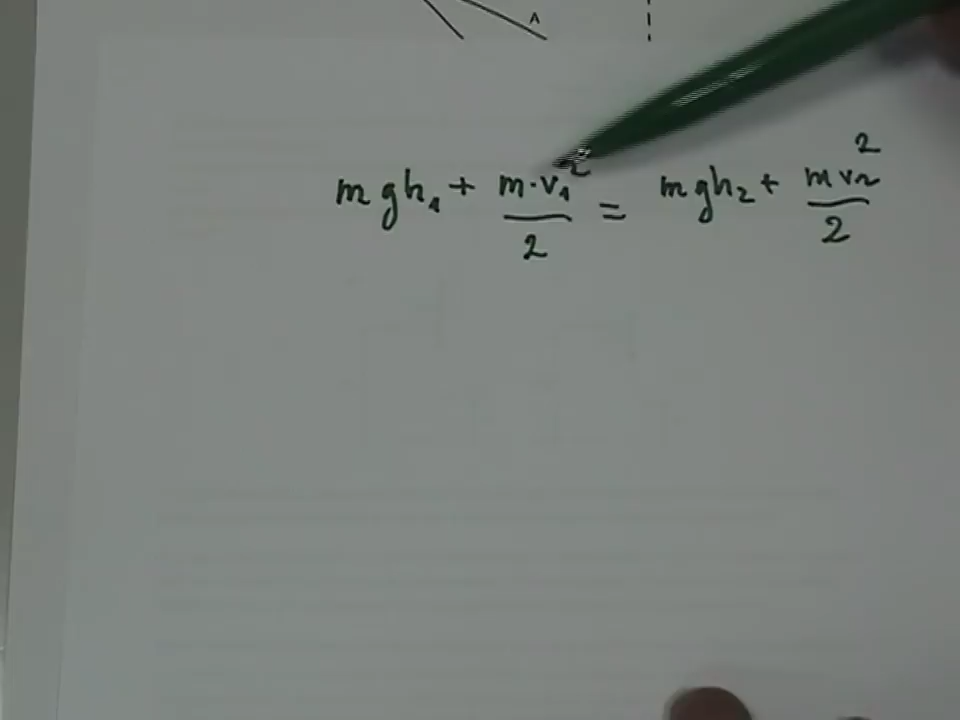 A
mgh₁ + m·v₁²/2 = mgh₂ + mv₂²/2